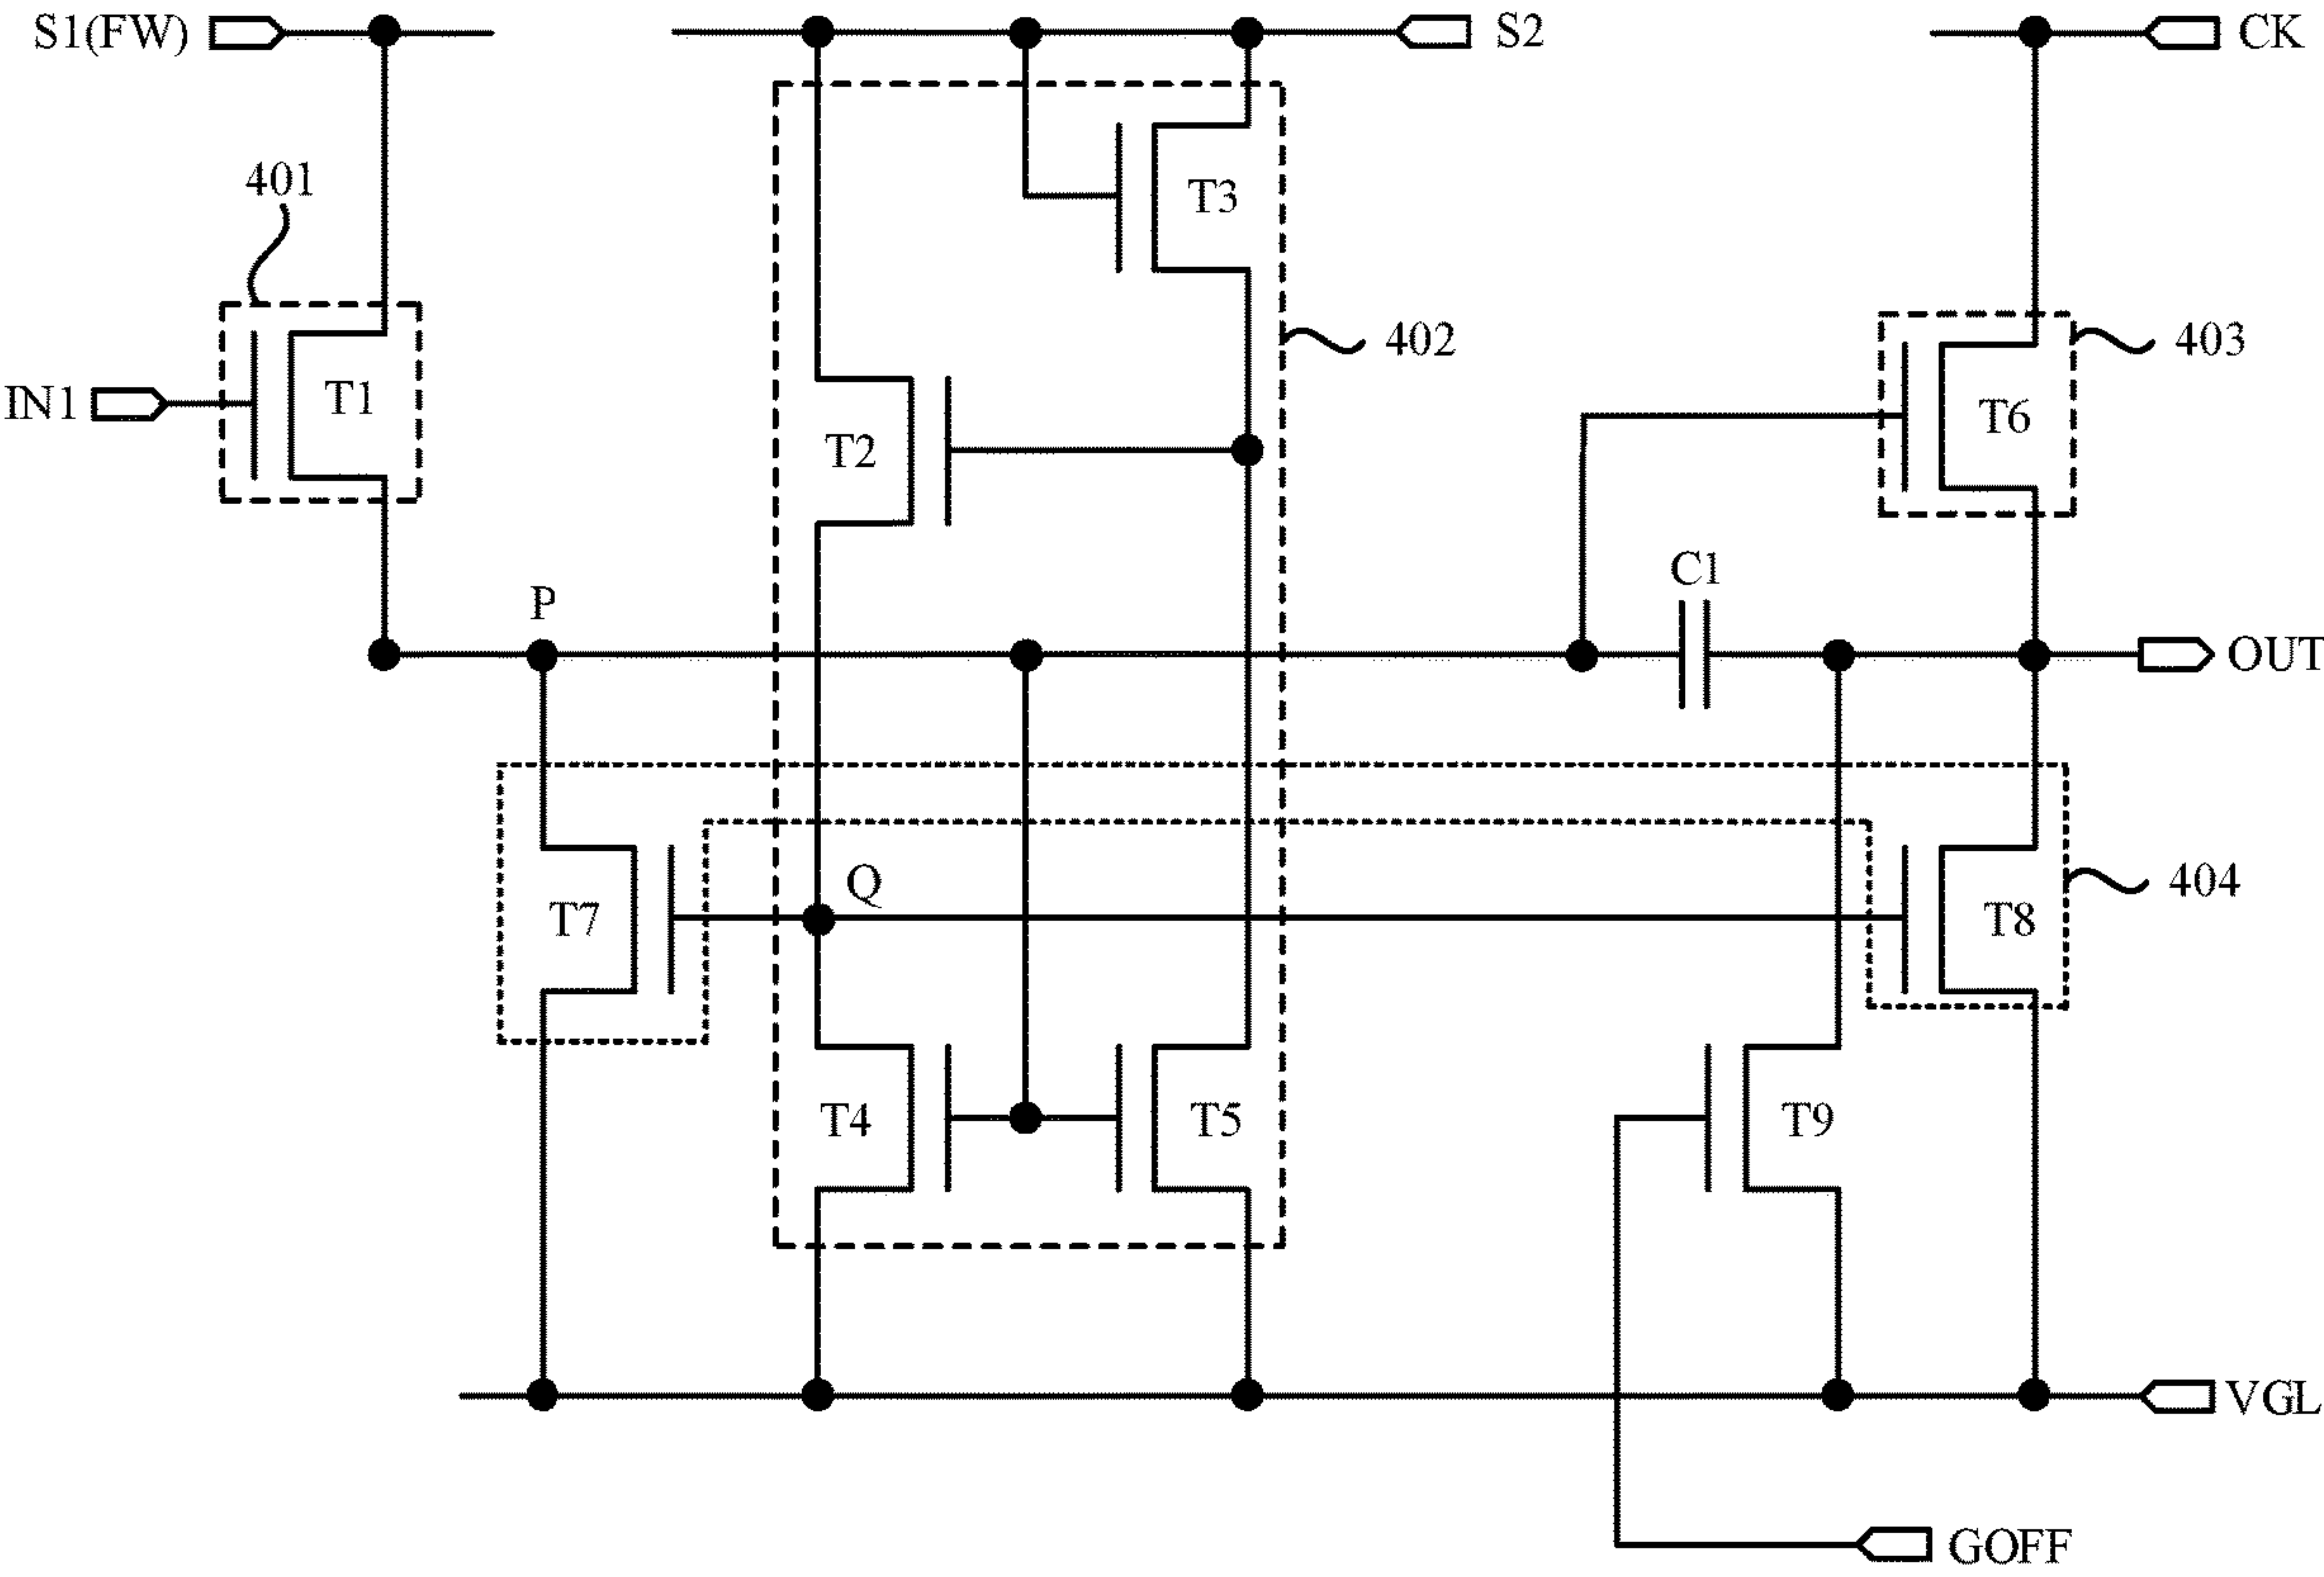 S1(FW)
S2
CK
401
T3
402
403
IN1
T1
T2
T6
C1
P
OUT
Q
T7
T8
404
T4
T5
T9
VGL
GOFF